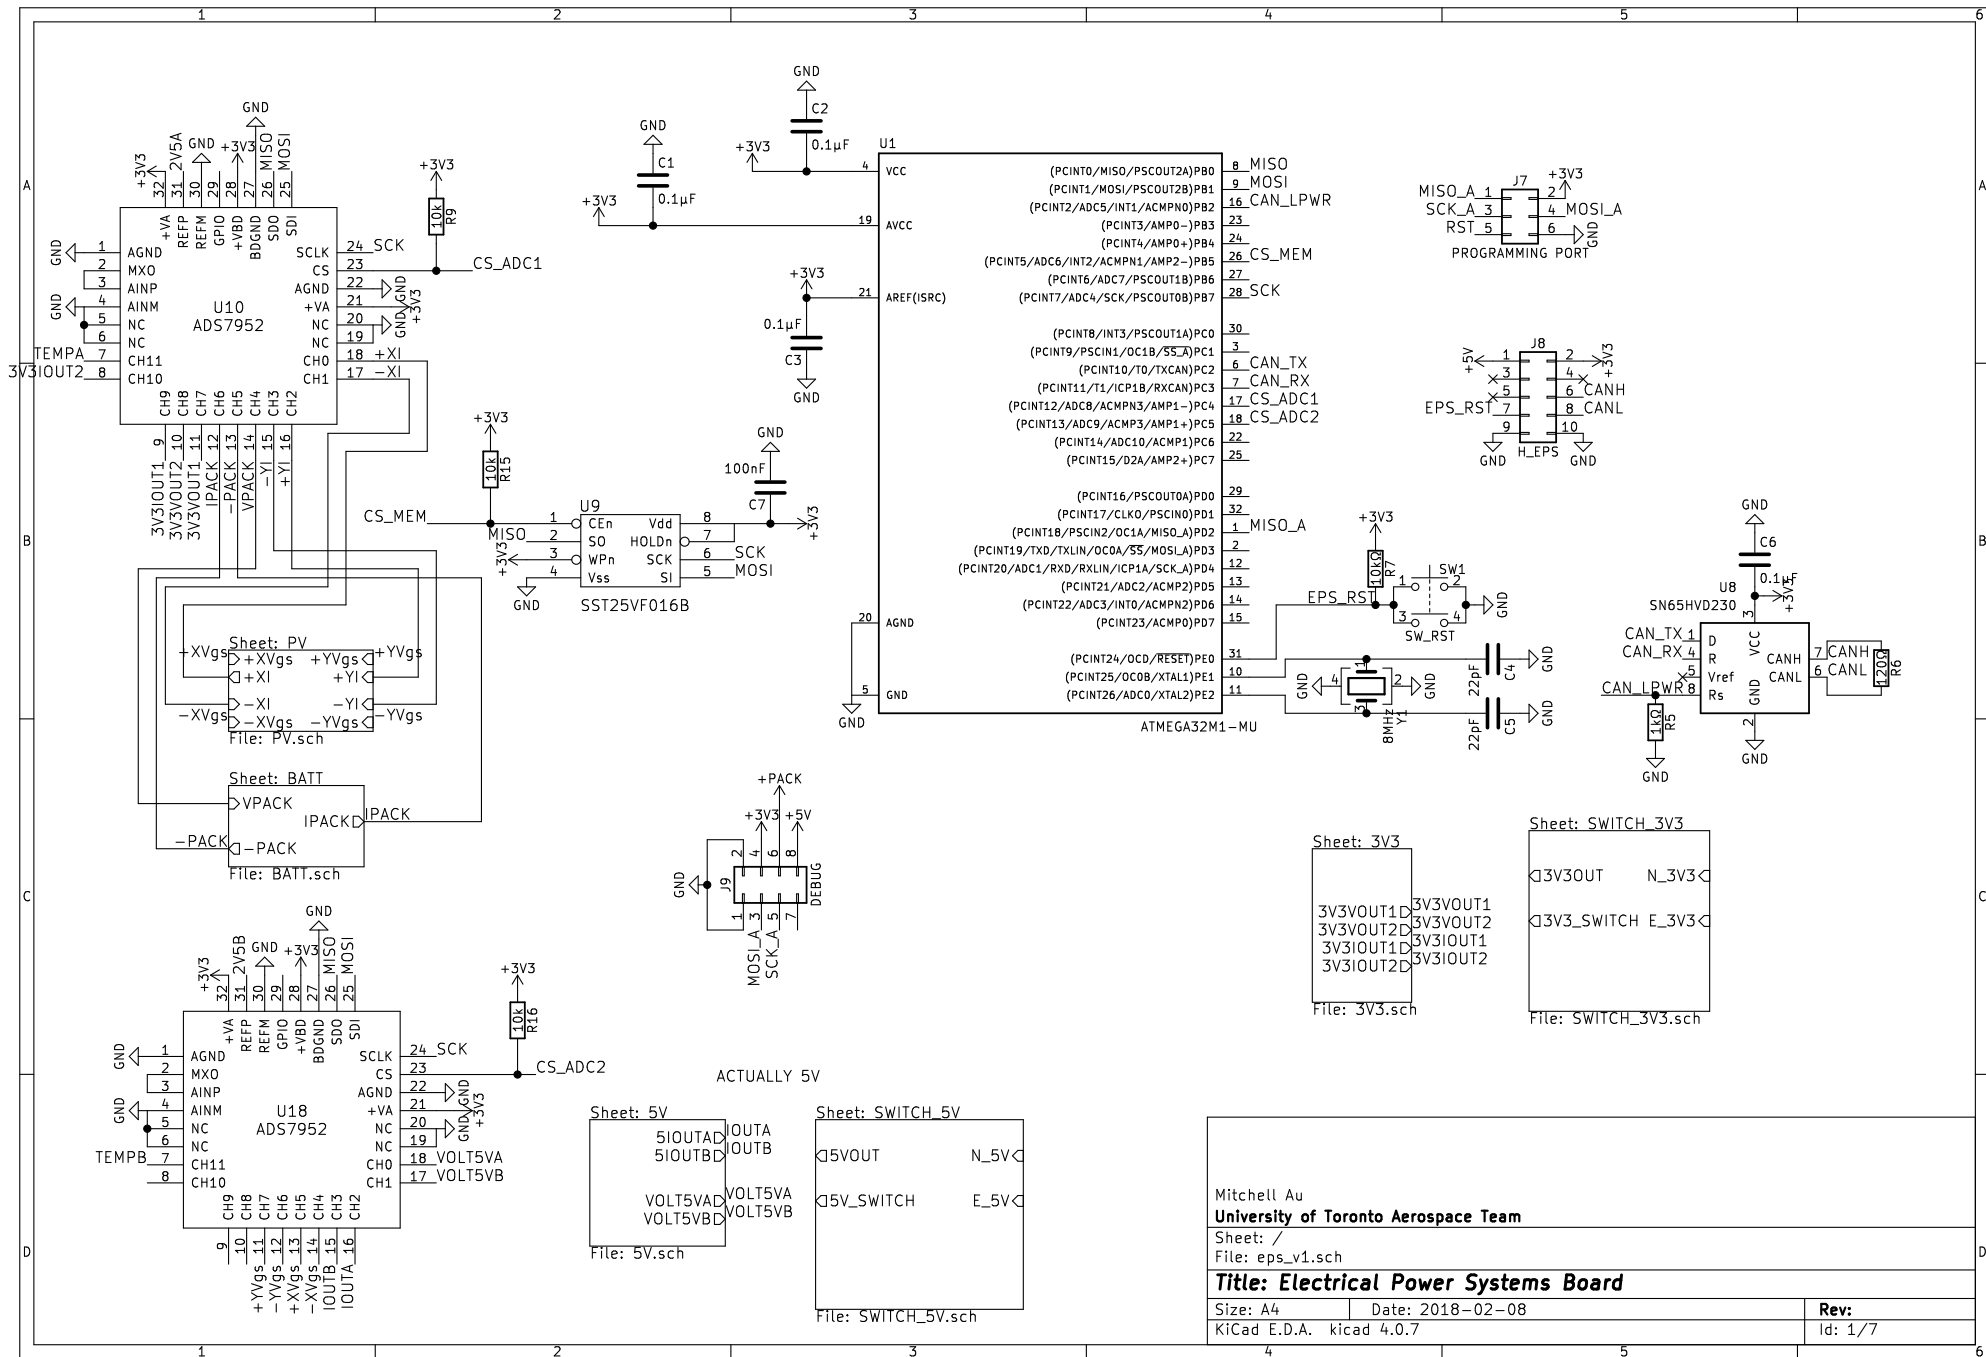 1 2 3 4 5 6
A
B
C
D
A
B
C
D
1 2 3 4 5 6
GND
+3V3
32
2V5A
31
GND
30
29
+3V3
28
27
MISO
26
MOSI
25
+VA
REFP
REFM
GPIO
+VBD
BDGND
SDO
SDI
GND 1 AGND
2 MXO
3 AINP
GND 4 AINM
5 NC
6 NC
TEMPA 7 CH11
3V3IOUT2 8 CH10
U10
ADS7952
SCLK 24 SCK
CS 23 CS_ADC1
AGND 22 GND
+VA 21 +3V3
NC 20 GND
NC 19
CH0 18 +XI
CH1 17 -XI
CH9
CH8
CH7
CH6
CH5
CH4
CH3
CH2
3V3IOUT1 9
3V3VOUT2 10
3V3VOUT1 11
IPACK 12
-PACK 13
VPACK 14
-YI 15
+YI 16
+3V3
10k
R9
Sheet: PV
+XVgs +XVgs +YVgs +YVgs
+XI +YI
-XI -YI
-XVgs -XVgs -YVgs -YVgs
File: PV.sch
Sheet: BATT
VPACK
IPACK IPACK
-PACK -PACK
File: BATT.sch
GND
+3V3
32
2V5B
31
GND
30
29
+3V3
28
27
MISO
26
MOSI
25
+VA
REFP
REFM
GPIO
+VBD
BDGND
SDO
SDI
GND 1 AGND
2 MXO
3 AINP
GND 4 AINM
5 NC
6 NC
TEMPB 7 CH11
8 CH10
U18
ADS7952
SCLK 24 SCK
CS 23 CS_ADC2
AGND 22 GND
+VA 21 +3V3
NC 20 GND
NC 19
CH0 18 VOLT5VA
CH1 17 VOLT5VB
CH9
CH8
CH7
CH6
CH5
CH4
CH3
CH2
9
10
+YVgs 11
-YVgs 12
+XVgs 13
-XVgs 14
IOUTB 15
IOUTA 16
+3V3
10k
R16
+3V3
10k
R15
GND
100nF
C7
U9
CS_MEM 1 CEn Vdd 8 +3V3
MISO 2 SO HOLDn 7
+3V3 3 WPn SCK 6 SCK
GND 4 Vss SI 5 MOSI
SST25VF016B
GND
C1
0.1µF
+3V3
GND
C2
0.1µF
+3V3
+3V3
0.1µF
C3
GND
U1
4 VCC
19 AVCC
21 AREF(ISRC)
20 AGND
5 GND
GND
(PCINT0/MISO/PSCOUT2A)PB0 8 MISO
(PCINT1/MOSI/PSCOUT2B)PB1 9 MOSI
(PCINT2/ADC5/INT1/ACMPN0)PB2 16 CAN_LPWR
(PCINT3/AMP0-)PB3 23
(PCINT4/AMP0+)PB4 24
(PCINT5/ADC6/INT2/ACMPN1/AMP2-)PB5 26 CS_MEM
(PCINT6/ADC7/PSCOUT1B)PB6 27
(PCINT7/ADC4/SCK/PSCOUT0B)PB7 28 SCK
(PCINT8/INT3/PSCOUT1A)PC0 30
(PCINT9/PSCIN1/OC1B/SS_A)PC1 3
(PCINT10/T0/TXCAN)PC2 6 CAN_TX
(PCINT11/T1/ICP1B/RXCAN)PC3 7 CAN_RX
(PCINT12/ADC8/ACMPN3/AMP1-)PC4 17 CS_ADC1
(PCINT13/ADC9/ACMP3/AMP1+)PC5 18 CS_ADC2
(PCINT14/ADC10/ACMP1)PC6 22
(PCINT15/D2A/AMP2+)PC7 25
(PCINT16/PSCOUT0A)PD0 29
(PCINT17/CLKO/PSCIN0)PD1 32
(PCINT18/PSCIN2/OC1A/MISO_A)PD2 1 MISO_A
(PCINT19/TXD/TXLIN/OC0A/SS/MOSI_A)PD3 2
(PCINT20/ADC1/RXD/RXLIN/ICP1A/SCK_A)PD4 12
(PCINT21/ADC2/ACMP2)PD5 13
(PCINT22/ADC3/INT0/ACMPN2)PD6 14
(PCINT23/ACMP0)PD7 15
(PCINT24/OCD/RESET)PE0 31
(PCINT25/OC0B/XTAL1)PE1 10
(PCINT26/ADC0/XTAL2)PE2 11
ATMEGA32M1-MU
J7
MISO_A 1 2 +3V3
SCK_A 3 4 MOSI_A
RST 5 6 GND
PROGRAMMING PORT
J8
+5V 1 2 +3V3
3 4
5 6 CANH
EPS_RST 7 8 CANL
9 10
GND H_EPS GND
+3V3
10kΩ
R7
EPS_RST
SW1
1 2
3 4
SW_RST
GND
GND 4 1 2 GND
3
8MHz
Y1
22pF
C4
GND
22pF
C5
GND
GND
C6
0.1µF
+3V3
U8
SN65HVD230
3
VCC
CAN_TX 1 D
CAN_RX 4 R
5 Vref
CAN_LPWR 8 Rs
CANH 7 CANH
CANL 6 CANL
GND
2
GND
120Ω
R6
1kΩ
R5
GND
+PACK
+3V3 +5V
2 4 6 8
GND
J9
DEBUG
1 3 5 7
MOSI_A
SCK_A
Sheet: 3V3
3V3VOUT1 3V3VOUT1
3V3VOUT2 3V3VOUT2
3V3IOUT1 3V3IOUT1
3V3IOUT2 3V3IOUT2
File: 3V3.sch
Sheet: SWITCH_3V3
3V3OUT N_3V3
3V3_SWITCH E_3V3
File: SWITCH_3V3.sch
ACTUALLY 5V
Sheet: 5V
5IOUTA IOUTA
5IOUTB IOUTB
VOLT5VA VOLT5VA
VOLT5VB VOLT5VB
File: 5V.sch
Sheet: SWITCH_5V
5VOUT N_5V
5V_SWITCH E_5V
File: SWITCH_5V.sch
Mitchell Au
University of Toronto Aerospace Team
Sheet: /
File: eps_v1.sch
Title: Electrical Power Systems Board
Size: A4 Date: 2018-02-08 Rev:
KiCad E.D.A. kicad 4.0.7 Id: 1/7